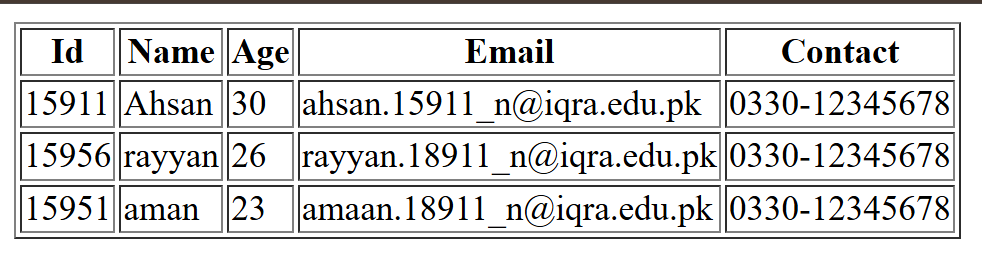 Id Name Age Email Contact
15911 Ahsan 30 ahsan.15911_n@iqra.edu.pk 0330-12345678
15956 rayyan 26 rayyan.18911_n@iqra.edu.pk 0330-12345678
15951 aman 23 amaan.18911_n@iqra.edu.pk 0330-12345678